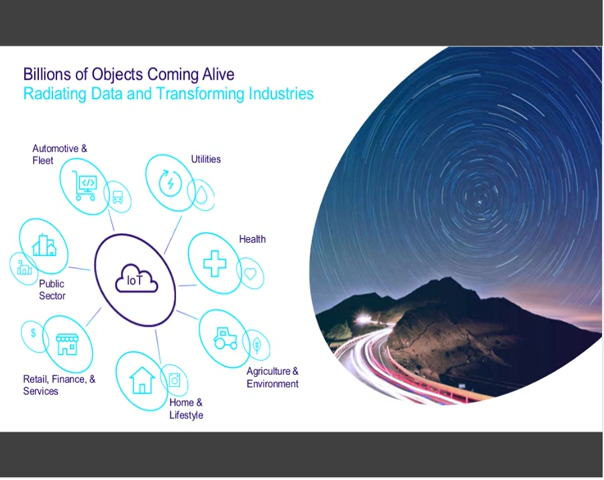 Billions of Objects Coming Alive
Radiating Data and Transforming Industries
Automotive &
Fleet
Utilities
Health
IoT
Public
Sector
$
Agriculture &
Environment
Retail, Finance, &
Services
Home &
Lifestyle